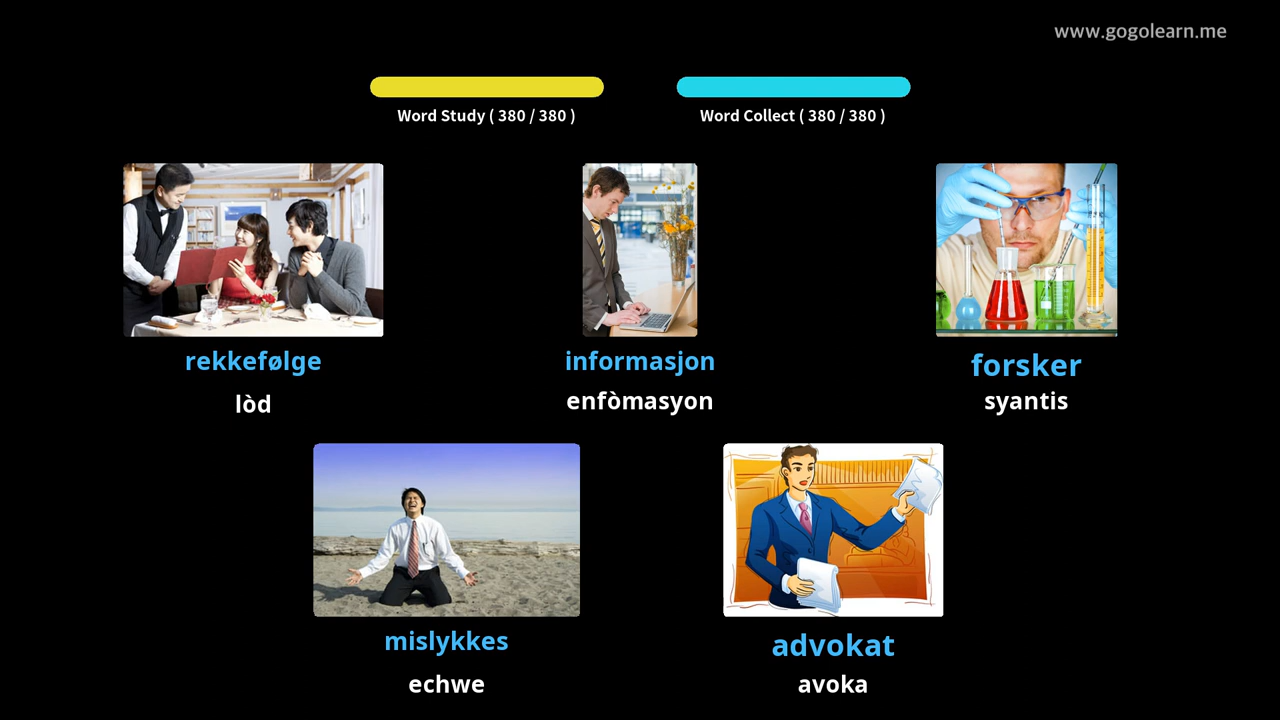 www.gogolearn.me
Word Study ( 380 / 380 )
Word Collect ( 380 / 380 )
rekkefølge
informasjon
forsker
lòd
enfòmasyon
syantis
mislykkes
advokat
echwe
avoka